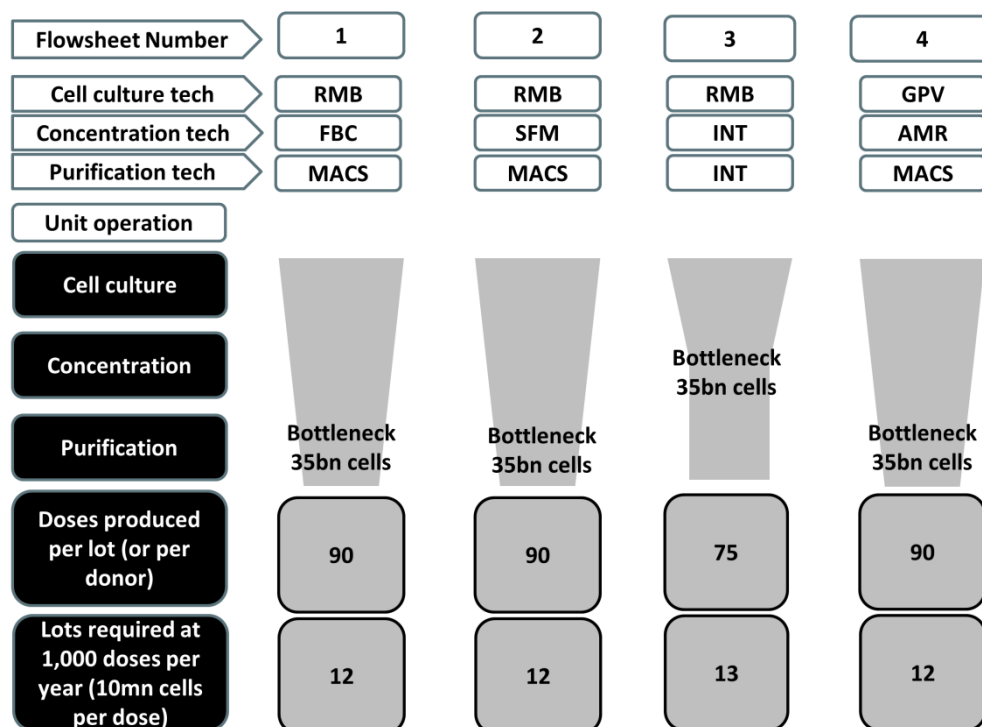 Flowsheet Number 1 2 3 4
Cell culture tech RMB RMB RMB GPV
Concentration tech FBC SFM INT AMR
Purification tech MACS MACS INT MACS
Unit operation
Cell culture
Concentration
Bottleneck
35bn cells
Purification
Bottleneck
35bn cells
Bottleneck
35bn cells
Bottleneck
35bn cells
Doses produced
per lot (or per
donor)
90 90 75 90
Lots required at
1,000 doses per
year (10mn cells
per dose)
12 12 13 12